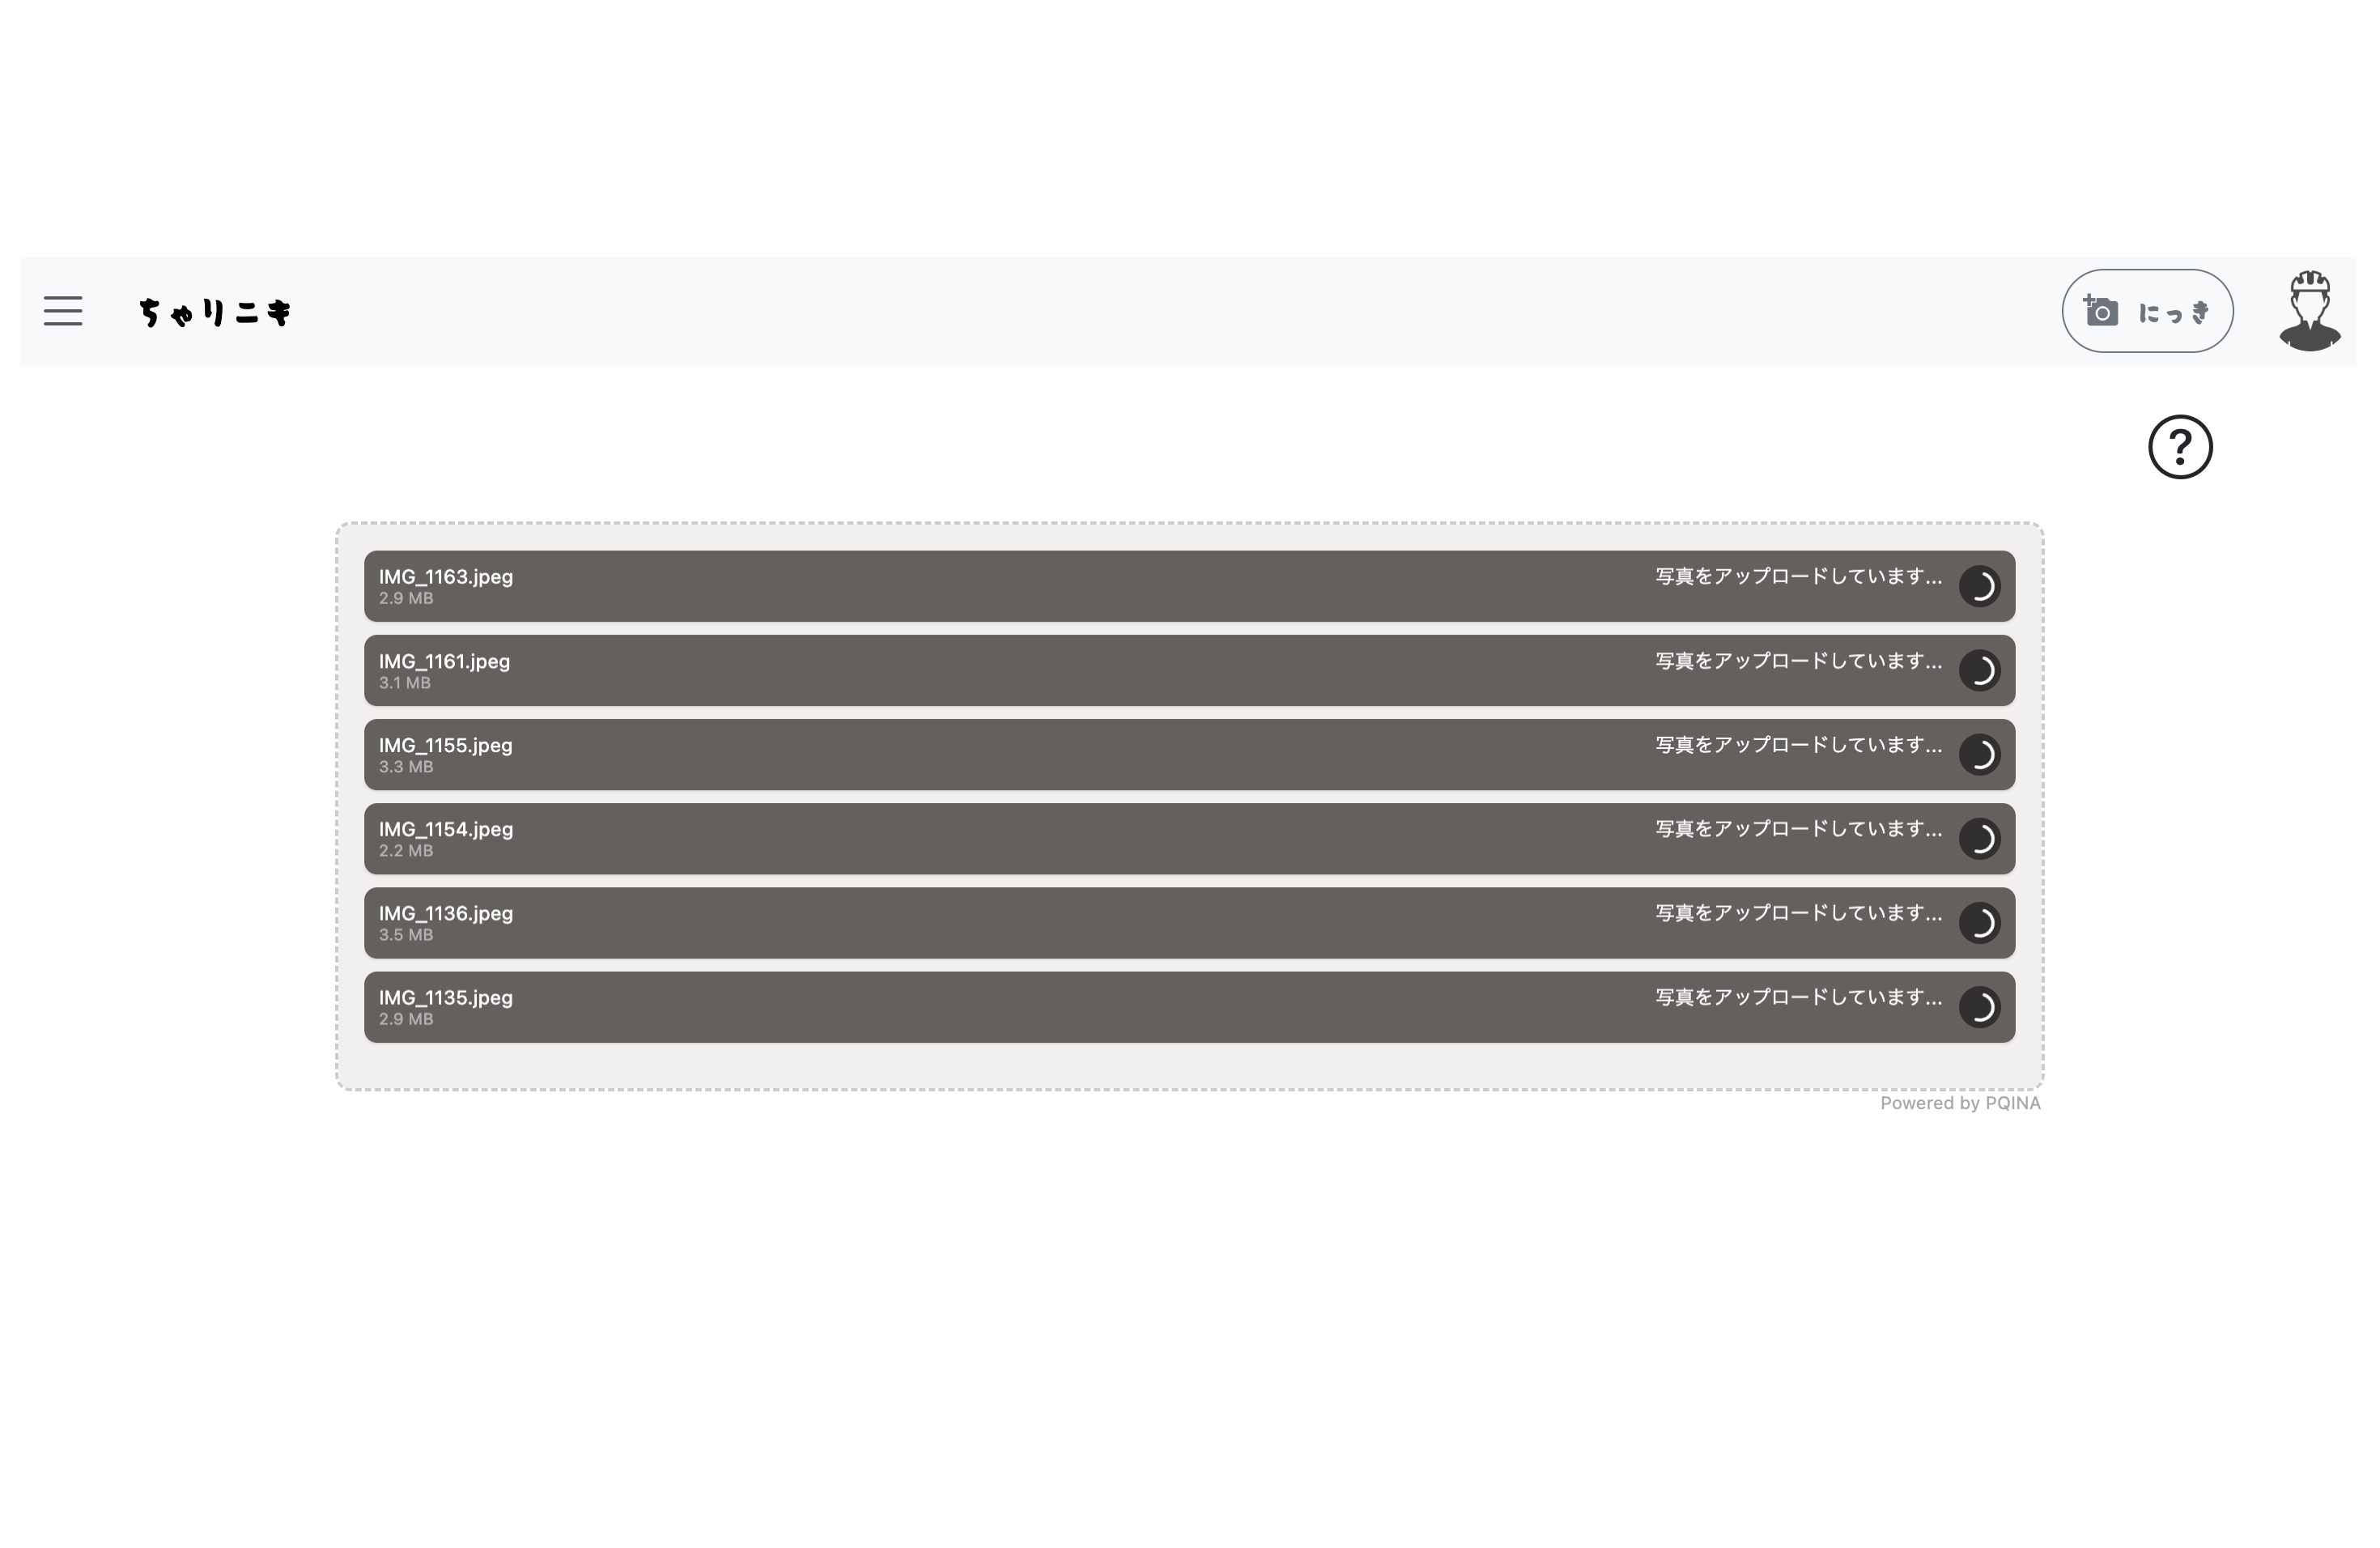 ちゃりこき
にっき
?
IMG_1163.jpeg
2.9 MB
写真をアップロードしています...
IMG_1161.jpeg
3.1 MB
写真をアップロードしています...
IMG_1155.jpeg
3.3 MB
写真をアップロードしています...
IMG_1154.jpeg
2.2 MB
写真をアップロードしています...
IMG_1136.jpeg
3.5 MB
写真をアップロードしています...
IMG_1135.jpeg
2.9 MB
写真をアップロードしています...
Powered by PQINA